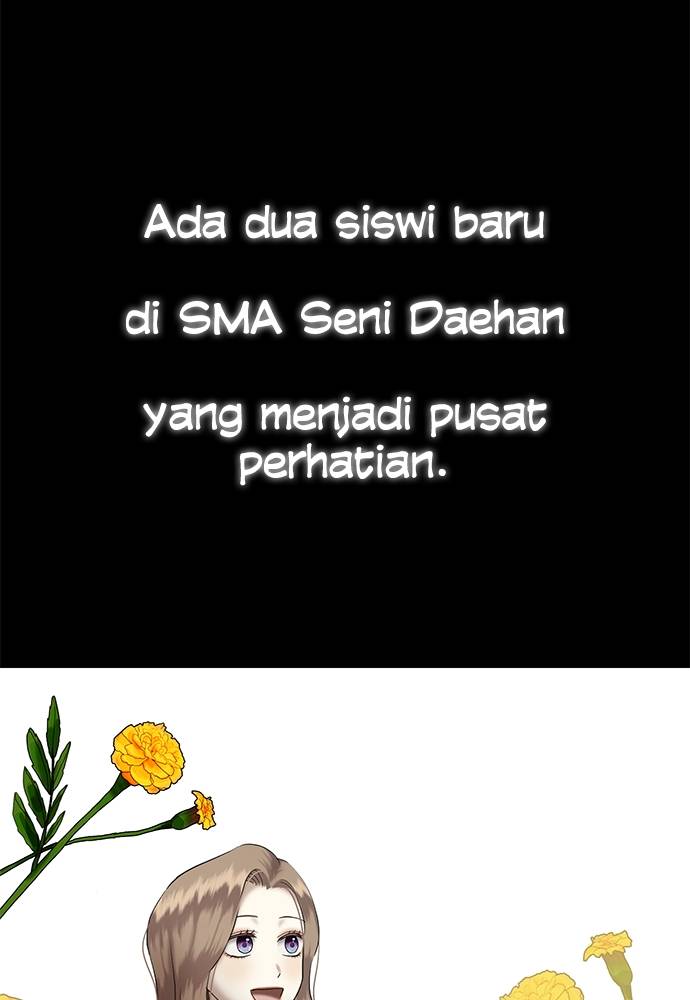 Ada dua siswi baru
di SMA Seni Daehan
yang menjadi pusat
perhatian.